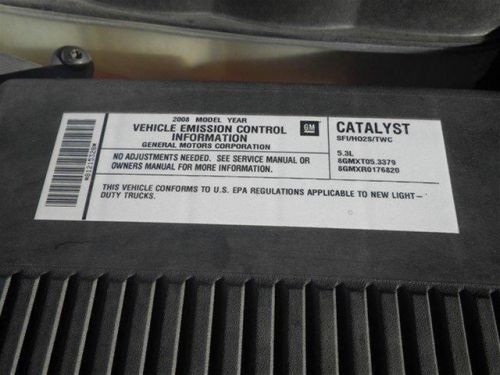 2008 MODEL YEAR
VEHICLE EMISSION CONTROL
INFORMATION
GENERAL MOTORS CORPORATION
GM
CATALYST
SFI/HO2S/TWC
NO ADJUSTMENTS NEEDED. SEE SERVICE MANUAL OR
OWNERS MANUAL FOR MORE INFORMATION.
5.3L
8GMXT05.3379
8GMXR0176820
THIS VEHICLE CONFORMS TO U.S. EPA REGULATIONS APPLICABLE TO NEW LIGHT-
DUTY TRUCKS.